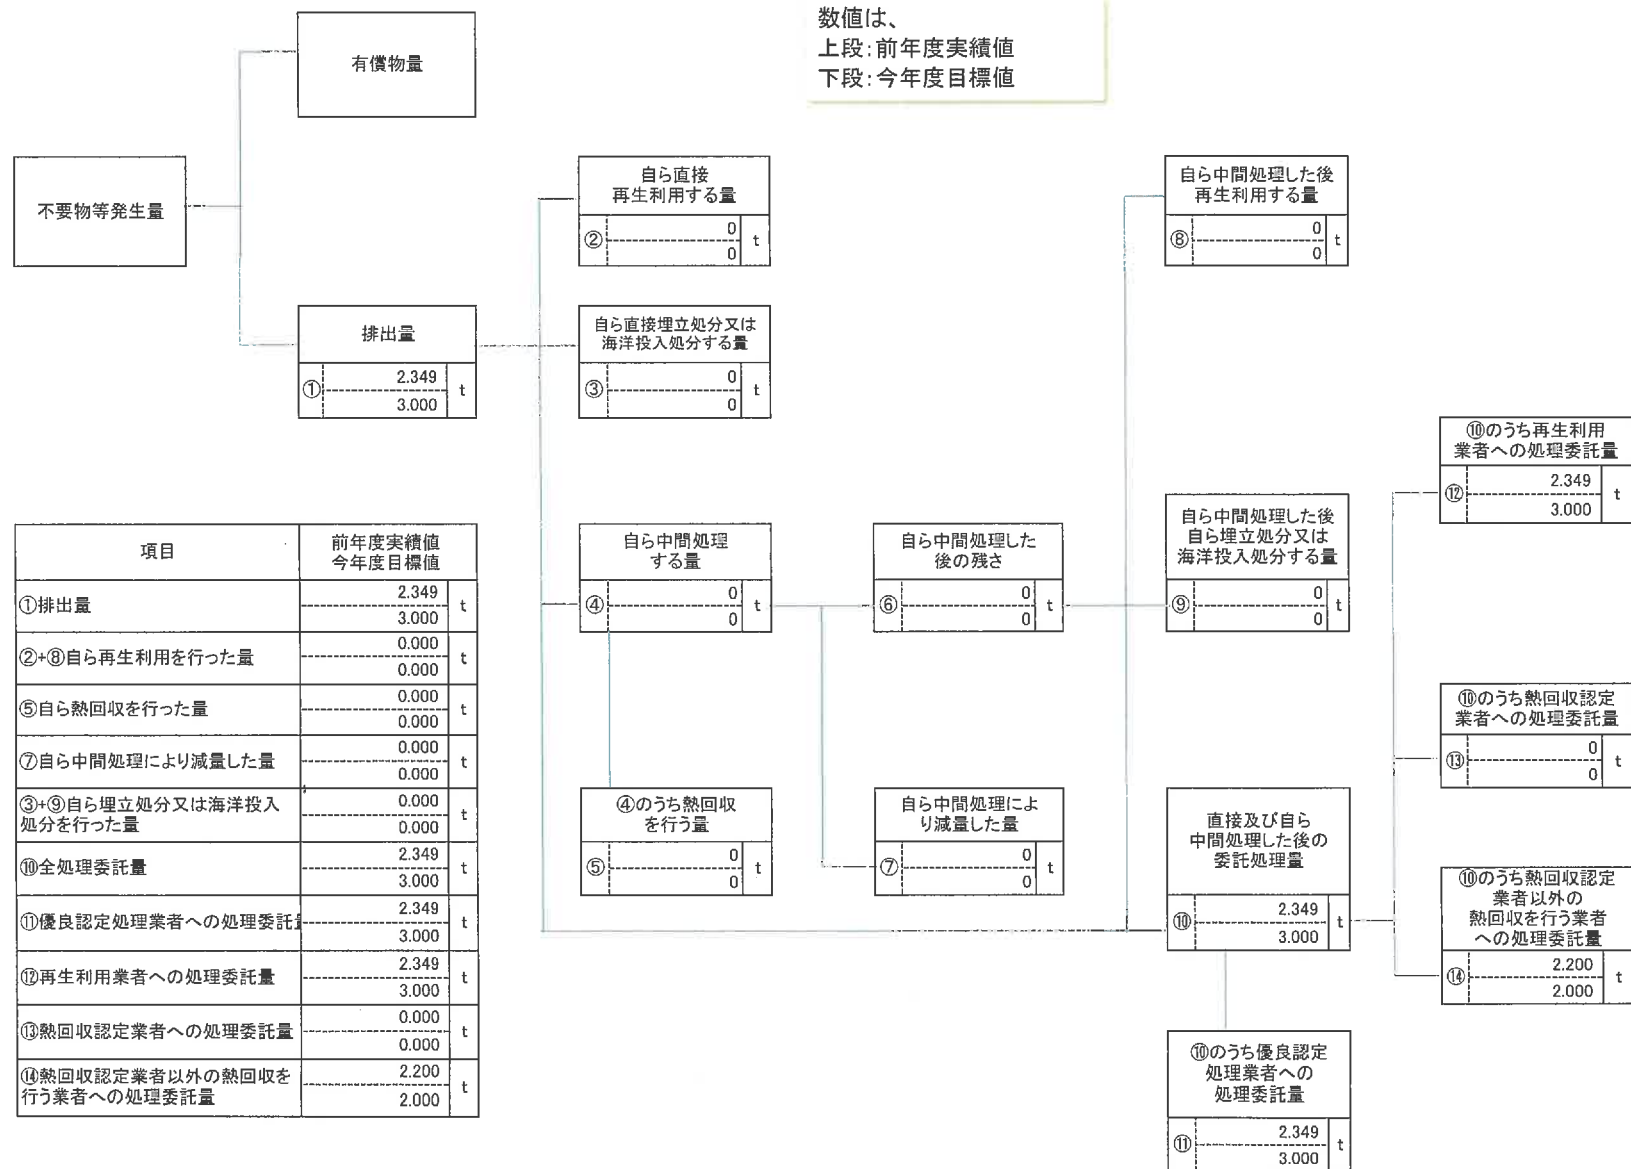 数値は、
上段：前年度実績値
下段：今年度目標値
有償物量
不要物等発生量
排出量
①
2.349
3.000
t
自ら直接
再生利用する量
②
0
0
t
自ら直接埋立処分又は
海洋投入処分する量
③
0
0
t
自ら中間処理
する量
④
0
0
t
④のうち熱回収
を行う量
⑤
0
0
t
自ら中間処理した
後の残さ
⑥
0
0
t
自ら中間処理によ
り減量した量
⑦
0
0
t
自ら中間処理した後
再生利用する量
⑧
0
0
t
自ら中間処理した後
自ら埋立処分又は
海洋投入処分する量
⑨
0
0
t
直接及び自ら
中間処理した後の
委託処理量
⑩
2.349
3.000
t
⑩のうち優良認定
処理業者への
処理委託量
⑪
2.349
3.000
t
⑩のうち再生利用
業者への処理委託量
⑫
2.349
3.000
t
⑩のうち熱回収認定
業者への処理委託量
⑬
0
0
t
⑩のうち熱回収認定
業者以外の
熱回収を行う業者
への処理委託量
⑭
2.200
2.000
t
項目
前年度実績値
今年度目標値
①排出量
2.349
3.000
t
②+⑧自ら再生利用を行った量
0.000
0.000
t
⑤自ら熱回収を行った量
0.000
0.000
t
⑦自ら中間処理により減量した量
0.000
0.000
t
③+⑨自ら埋立処分又は海洋投入
処分を行った量
0.000
0.000
t
⑩全処理委託量
2.349
3.000
t
⑪優良認定処理業者への処理委託
2.349
3.000
t
⑫再生利用業者への処理委託量
2.349
3.000
t
⑬熱回収認定業者への処理委託量
0.000
0.000
t
⑭熱回収認定業者以外の熱回収を
行う業者への処理委託量
2.200
2.000
t